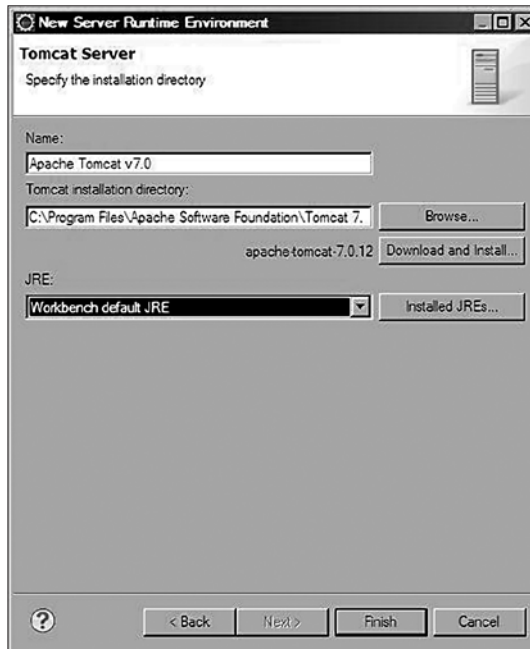 New Server Runtime Environment
Tomcat Server
Specify the installation directory
Name:
Apache Tomcat v7.0
Tomcat installation directory:
C:\Program Files\Apache Software Foundation\Tomcat 7. Browse...
apache-tomcat-7.0.12 Download and Install...
JRE:
Workbench default JRE Installed JREs...
? < Back Next > Finish Cancel